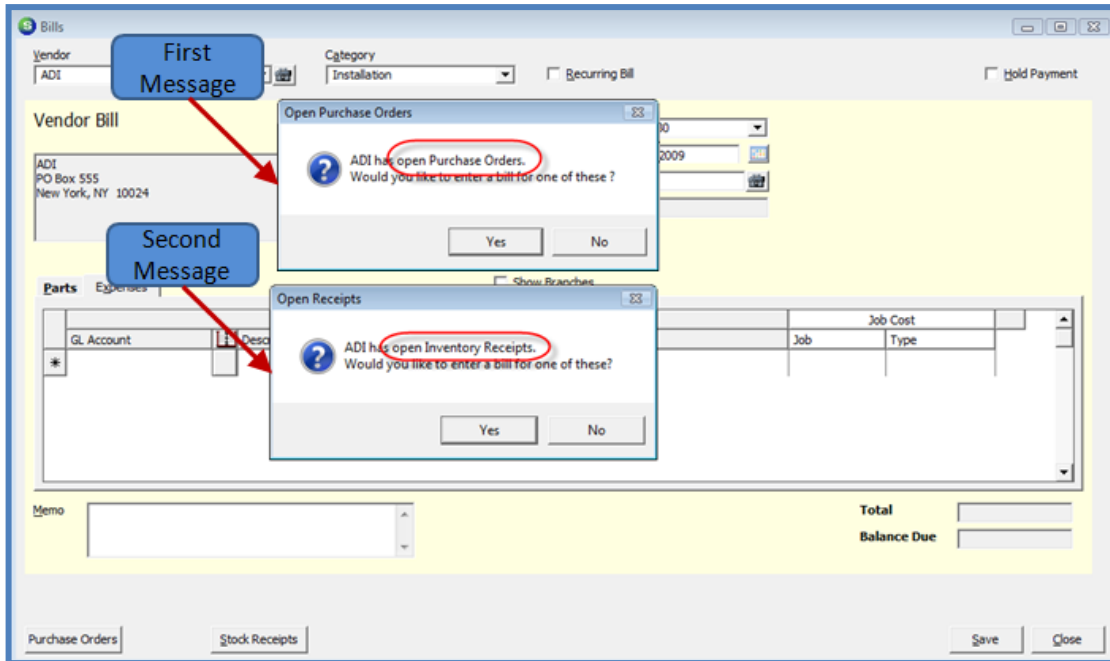 Bills
Vendor
Category
ADI
Installation
Recurring Bill
Hold Payment
First
Message
Vendor Bill
Open Purchase Orders
ADI has open Purchase Orders.
Would you like to enter a bill for one of these ?
Yes No
2009
ADI
PO Box 555
New York, NY 10024
Second
Message
Show Branches
Parts Expenses
Open Receipts
ADI has open Inventory Receipts.
Would you like to enter a bill for one of these?
Yes No
Job Cost
GL Account
Job Type
Memo
Total
Balance Due
Purchase Orders Stock Receipts Save Close